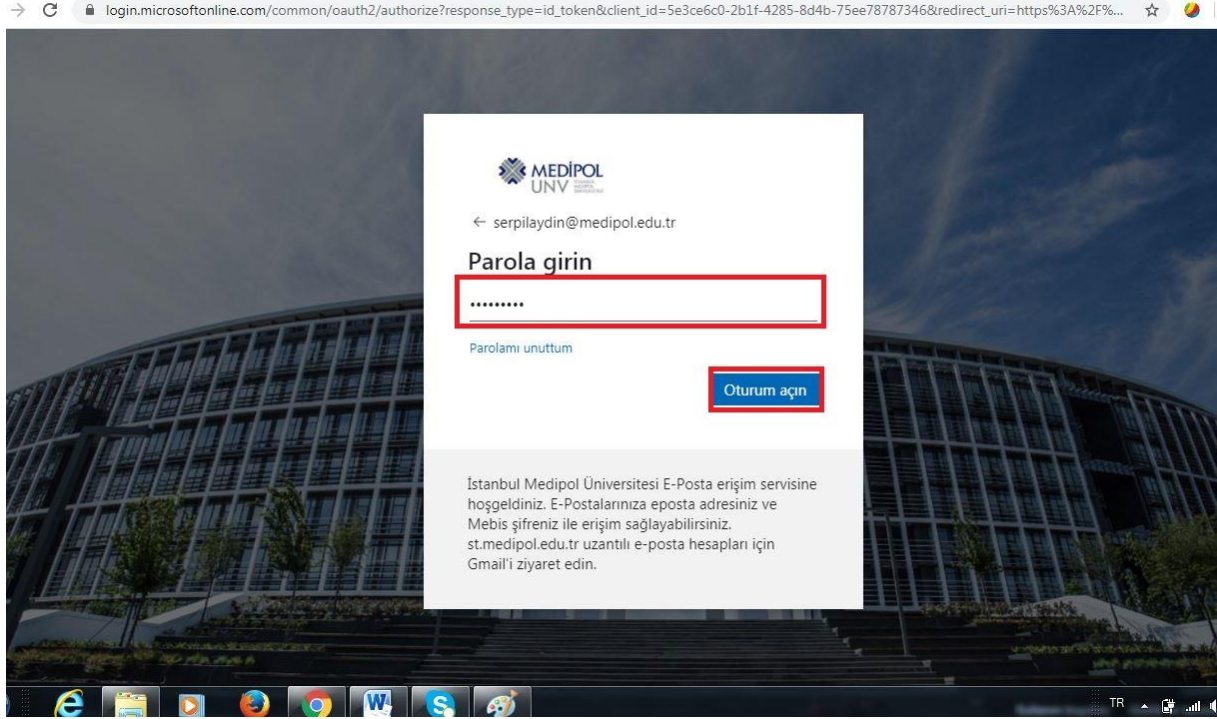 login.microsoftonline.com/common/oauth2/authorize?response_type=id_token&client_id=5e3ce6c0-2b1f-4285-8d4b-75ee78787346&redirect_uri=https%3A%2F%...
MEDİPOL
UNV
← serpilaydin@medipol.edu.tr
Parola girin
•••••••••
Parolamı unuttum
Oturum açın
İstanbul Medipol Üniversitesi E-Posta erişim servisine
hoşgeldiniz. E-Postalarınıza eposta adresiniz ve
Mebis şifreniz ile erişim sağlayabilirsiniz.
st.medipol.edu.tr uzantılı e-posta hesapları için
Gmail'i ziyaret edin.
TR